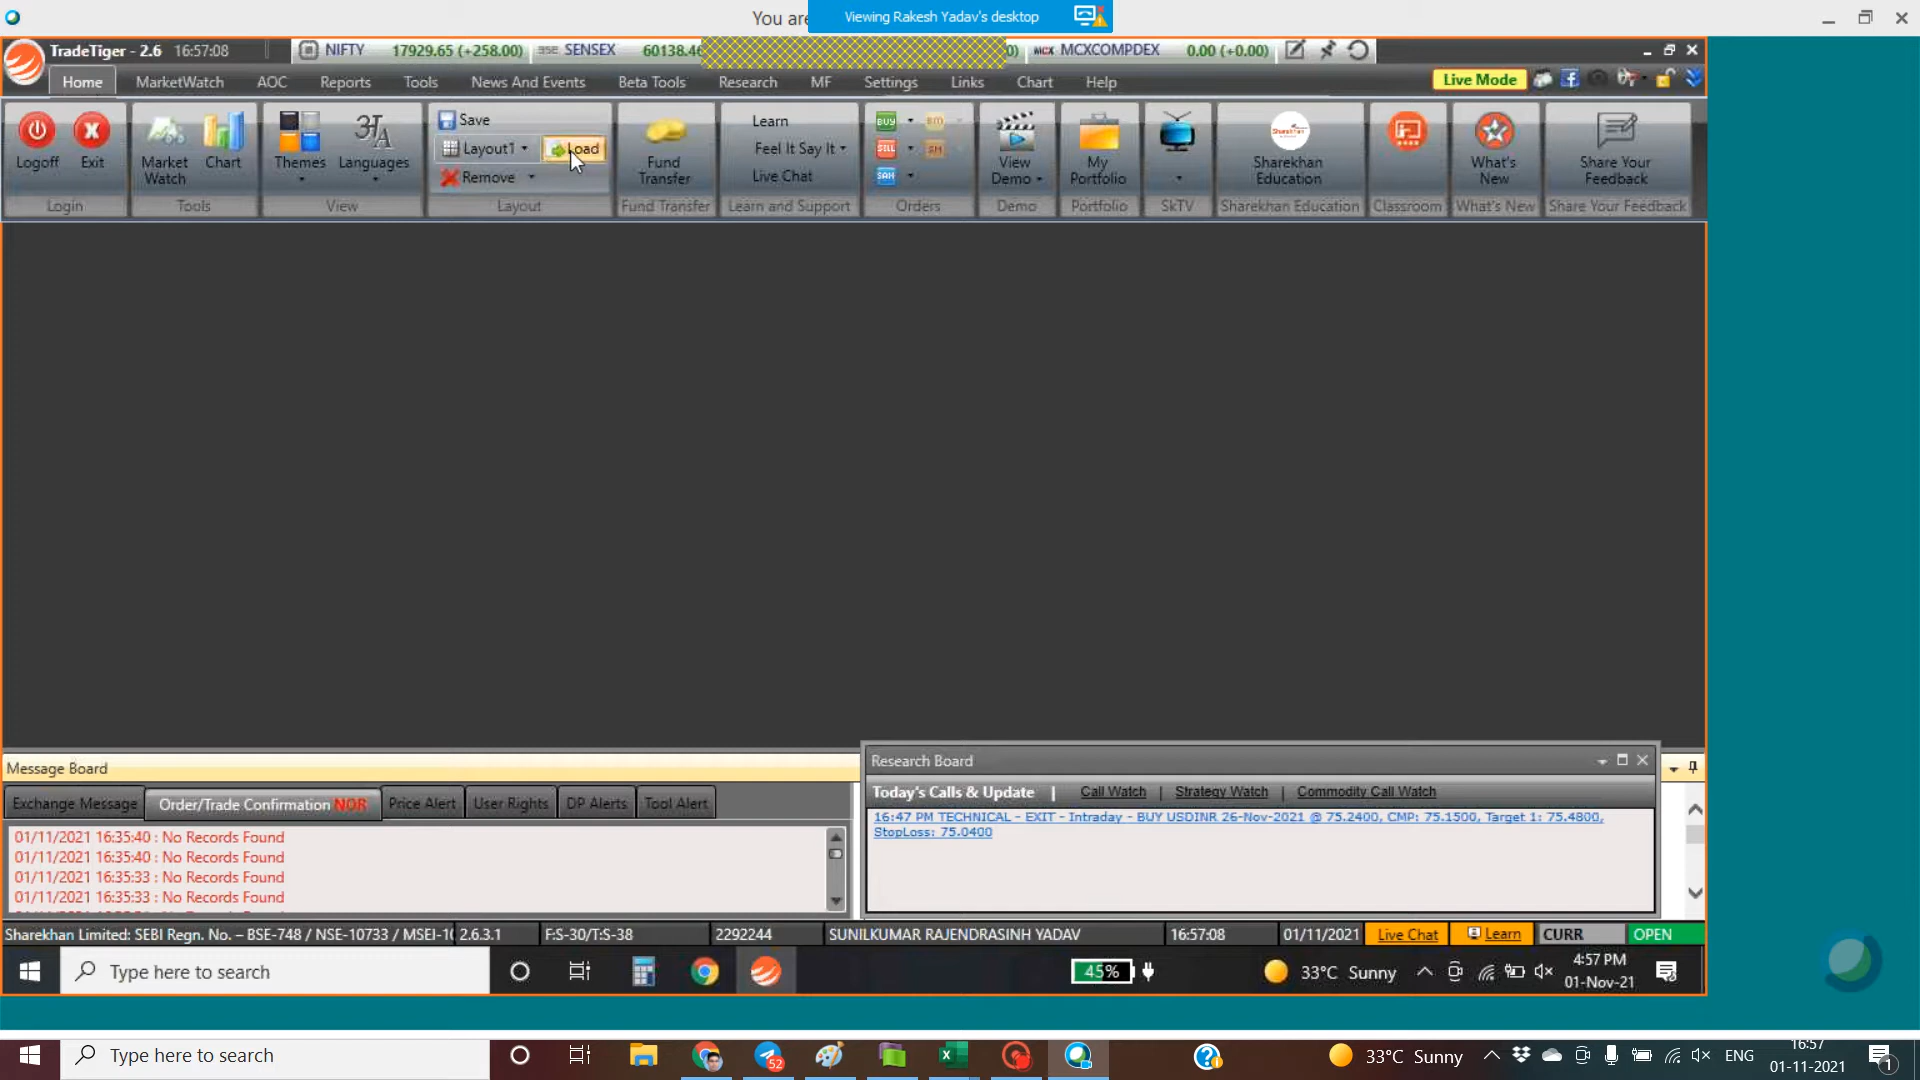 You are
Viewing Rakesh Yadav's desktop
TradeTiger - 2.6 16:57:08
NIFTY 17929.65 (+258.00)
BSE SENSEX 60138.46
0)
MCX MCXCOMPDEX 0.00 (+0.00)
Home MarketWatch AOC Reports Tools News And Events Beta Tools Research MF Settings Links Chart Help
Live Mode
Logoff Exit
Login
Market Watch Chart
Tools
Themes Languages
View
Save
Layout1 Load
Remove
Layout
Fund Transfer
Fund Transfer
Learn
Feel It Say It
Live Chat
Learn and Support
BUY
SELL
Orders
View Demo
Demo
My Portfolio
Portfolio
SkTV
Sharekhan
Sharekhan Education
Sharekhan Education
Classroom
What's New
What's New
Share Your Feedback
Share Your Feedback
Message Board
Exchange Message Order/Trade Confirmation NOR Price Alert User Rights DP Alerts Tool Alert
01/11/2021 16:35:40 : No Records Found
01/11/2021 16:35:40 : No Records Found
01/11/2021 16:35:33 : No Records Found
01/11/2021 16:35:33 : No Records Found
Research Board
Today's Calls & Update | Call Watch | Strategy Watch | Commodity Call Watch
16:47 PM TECHNICAL - EXIT - Intraday - BUY USDINR 26-Nov-2021 @ 75.2400, CMP: 75.1500, Target 1: 75.4800,
StopLoss: 75.0400
Sharekhan Limited: SEBI Regn. No. – BSE-748 / NSE-10733 / MSEI-1 2.6.3.1 F:S-30/T:S-38 2292244 SUNILKUMAR RAJENDRASINH YADAV 16:57:08 01/11/2021 Live Chat Learn CURR OPEN
Type here to search
45%
33°C Sunny
4:57 PM
01-Nov-21
Type here to search
52
33°C Sunny
ENG
16:57
01-11-2021
1